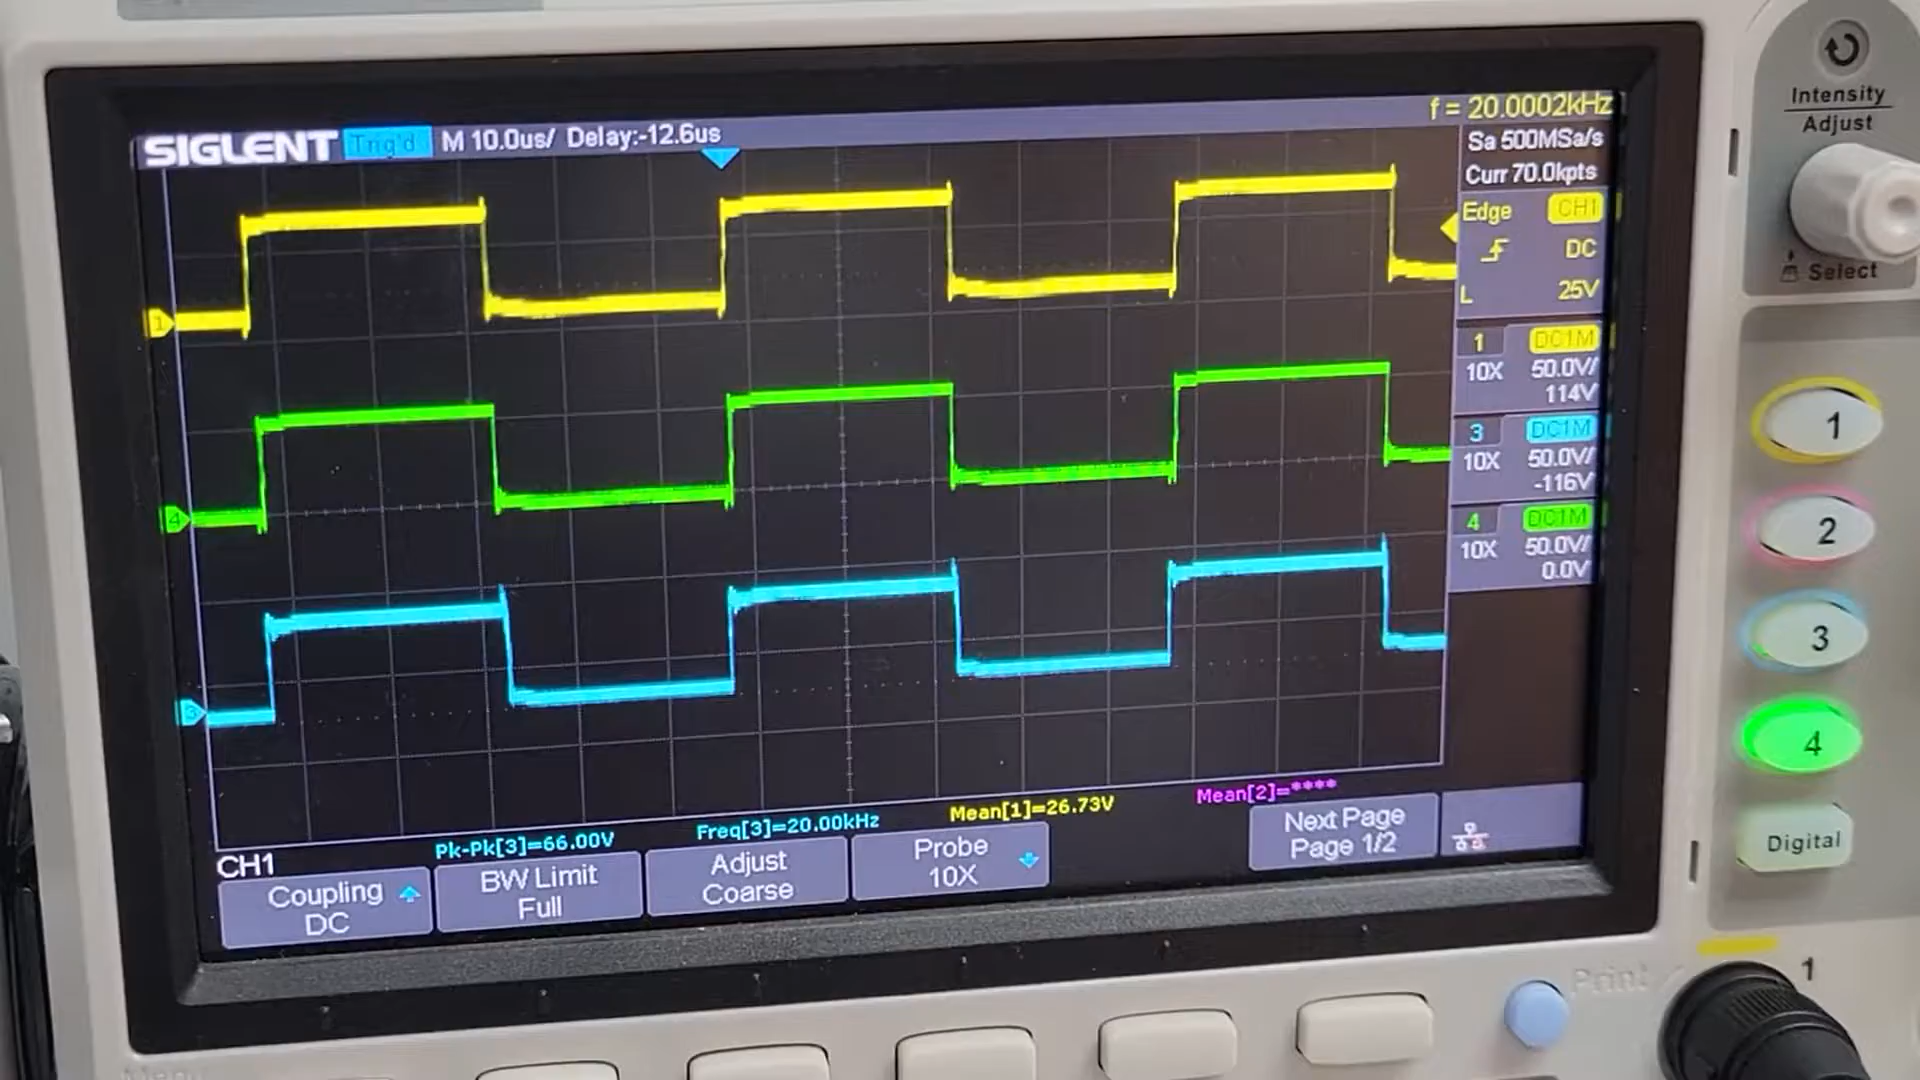 Intensity
Adjust
Select
f = 20.0002kHz
SIGLENT Trig'd M 10.0us/ Delay:-12.6us
Sa 500MSa/s
Curr 70.0kpts
Edge CH1
DC
L 25V
1 DC1M
10X 50.0V/
114V
3 DC1M
10X 50.0V/
-116V
4 DC1M
10X 50.0V/
0.0V
1
4
3
1
2
3
4
Digital
Pk-Pk[3]=66.00V Freq[3]=20.00kHz Mean[1]=26.73V Mean[2]=****
CH1
Coupling
DC
BW Limit
Full
Adjust
Coarse
Probe
10X
Next Page
Page 1/2
Print
1